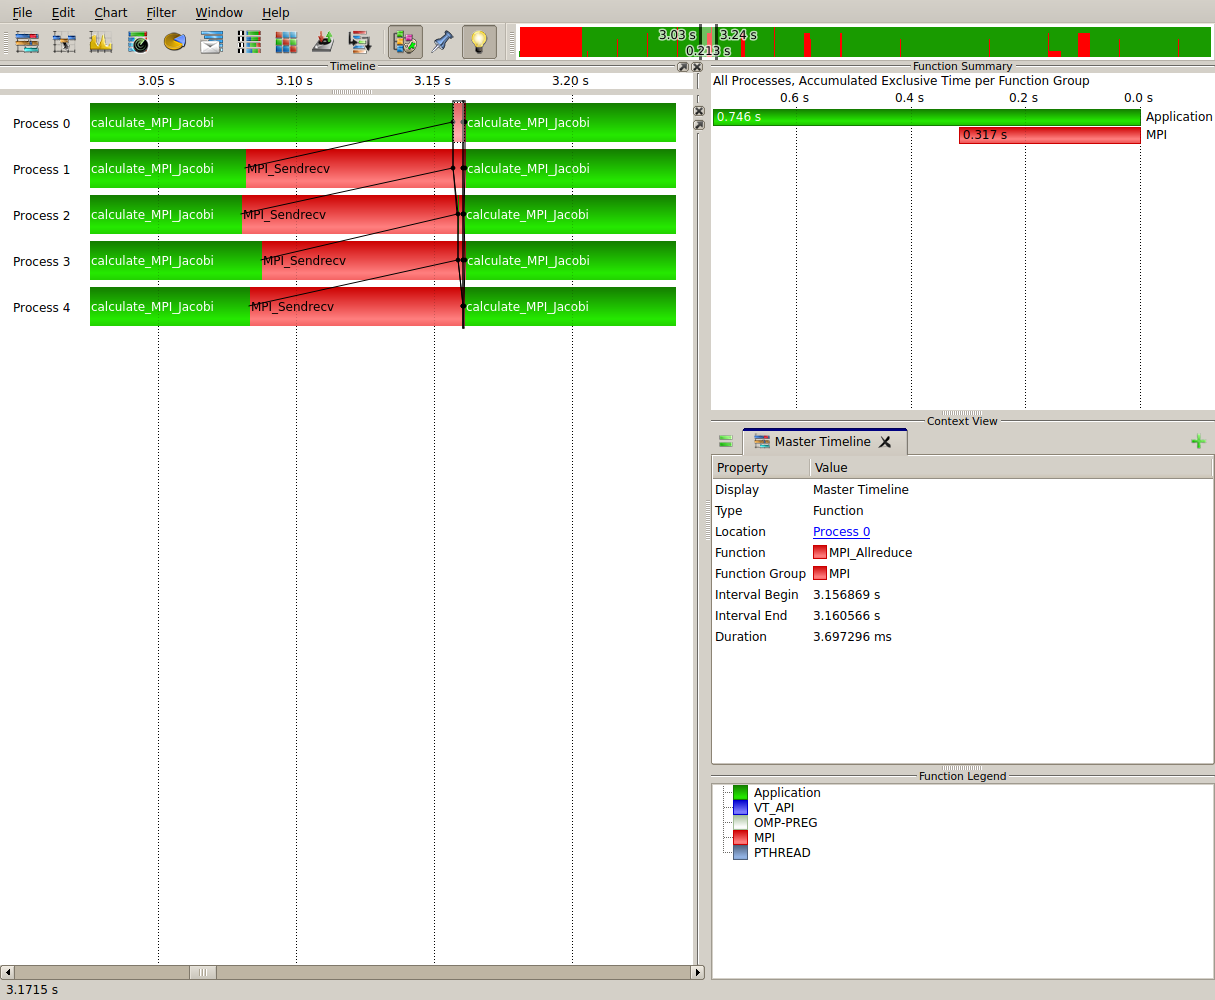 File Edit Chart Filter Window Help
3.03 s 3.24 s
0.213 s
Timeline
3.05 s 3.10 s 3.15 s 3.20 s
Process 0 calculate_MPI_Jacobi calculate_MPI_Jacobi
Process 1 calculate_MPI_Jacobi MPI_Sendrecv calculate_MPI_Jacobi
Process 2 calculate_MPI_Jacobi MPI_Sendrecv calculate_MPI_Jacobi
Process 3 calculate_MPI_Jacobi MPI_Sendrecv calculate_MPI_Jacobi
Process 4 calculate_MPI_Jacobi MPI_Sendrecv calculate_MPI_Jacobi
3.1715 s
Function Summary
All Processes, Accumulated Exclusive Time per Function Group
0.6 s 0.4 s 0.2 s 0.0 s
0.746 s Application
0.317 s MPI
Context View
Master Timeline
Property Value
Display Master Timeline
Type Function
Location Process 0
Function MPI_Allreduce
Function Group MPI
Interval Begin 3.156869 s
Interval End 3.160566 s
Duration 3.697296 ms
Function Legend
Application
VT_API
OMP-PREG
MPI
PTHREAD